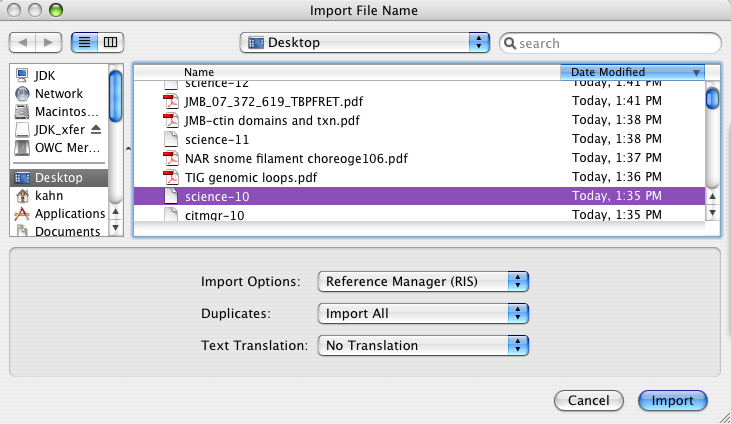 Import File Name
Desktop
search
JDK
Network
Macintos...
JDK_xfer
OWC Mer...
Desktop
kahn
Applications
Documents
Name Date Modified
science-12 Today, 1:41 PM
JMB_07_372_619_TBPFRET.pdf Today, 1:41 PM
JMB-ctin domains and txn.pdf Today, 1:38 PM
science-11 Today, 1:38 PM
NAR snome filament choreoge106.pdf Today, 1:37 PM
TIG genomic loops.pdf Today, 1:36 PM
science-10 Today, 1:35 PM
citmgr-10 Today, 1:35 PM
Import Options: Reference Manager (RIS)
Duplicates: Import All
Text Translation: No Translation
Cancel Import